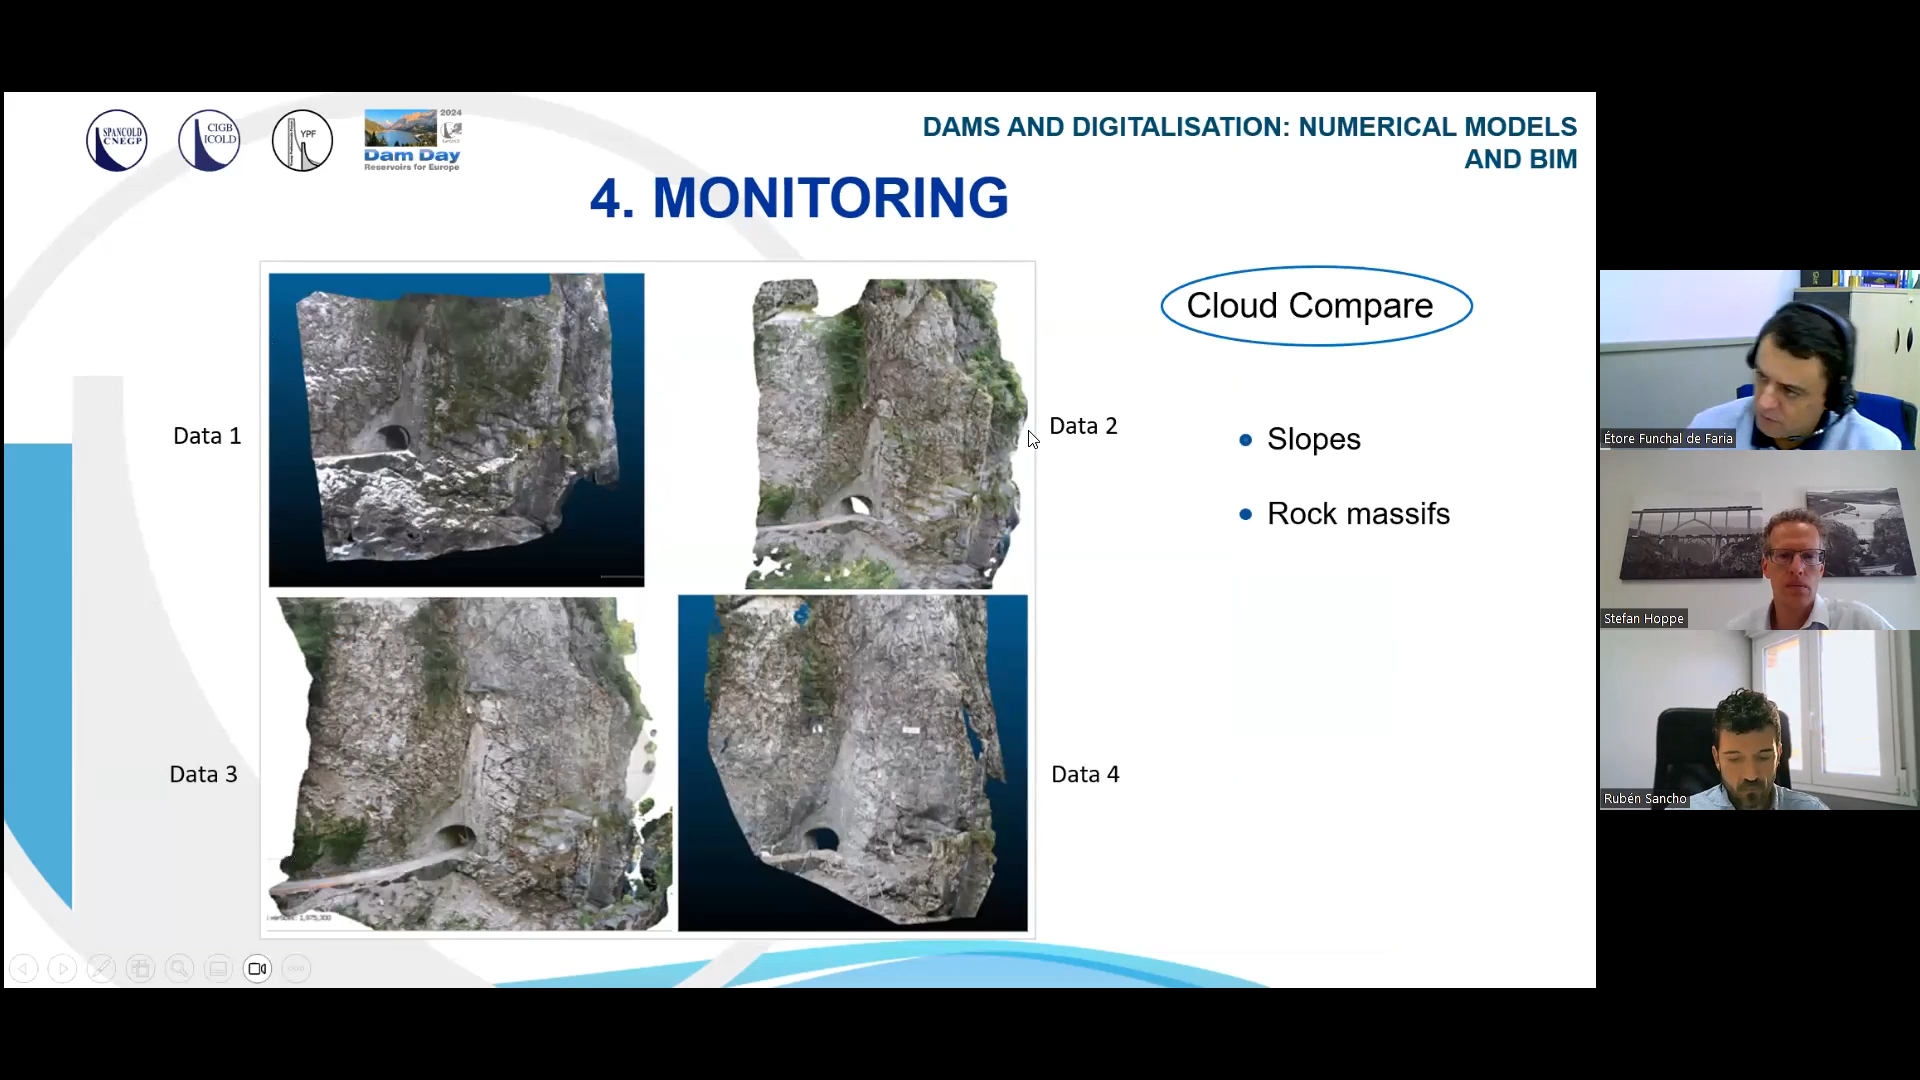 SPANCOLD
CNEGP
CIGB
ICOLD
YPF
2024
Dam Day
Reservoirs for Europe
DAMS AND DIGITALISATION: NUMERICAL MODELS
AND BIM
4. MONITORING
Cloud Compare
Data 1
Data 2
Slopes
Rock massifs
Data 3
Data 4
Étore Funchal de Faria
Stefan Hoppe
Rubén Sancho